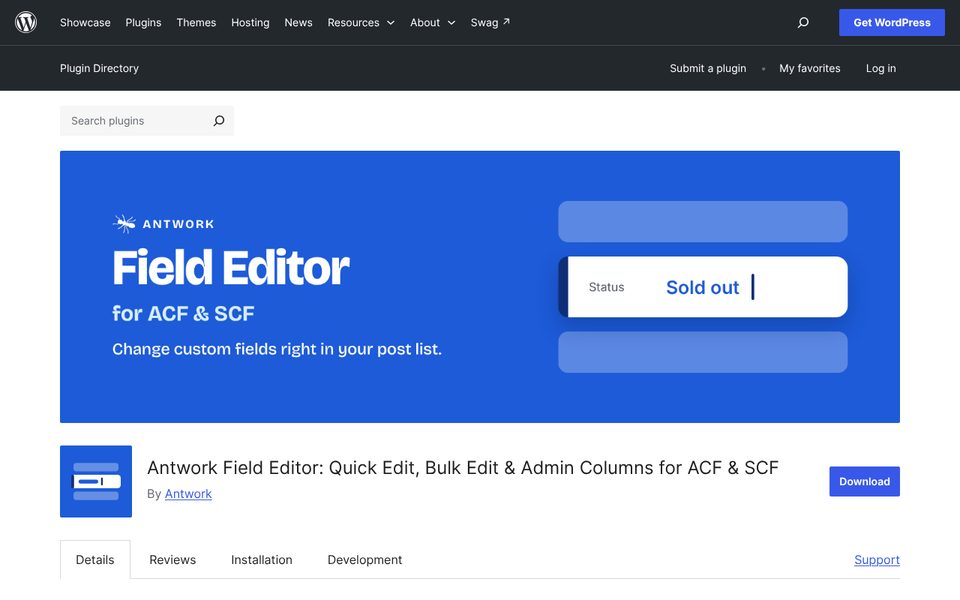 Showcase Plugins Themes Hosting News Resources About Swag ↗ Get WordPress
Plugin Directory Submit a plugin • My favorites Log in
Search plugins
ANTWORK
Field Editor
for ACF & SCF
Change custom fields right in your post list.
Status Sold out
Antwork Field Editor: Quick Edit, Bulk Edit & Admin Columns for ACF & SCF
By Antwork
Download
Details Reviews Installation Development Support